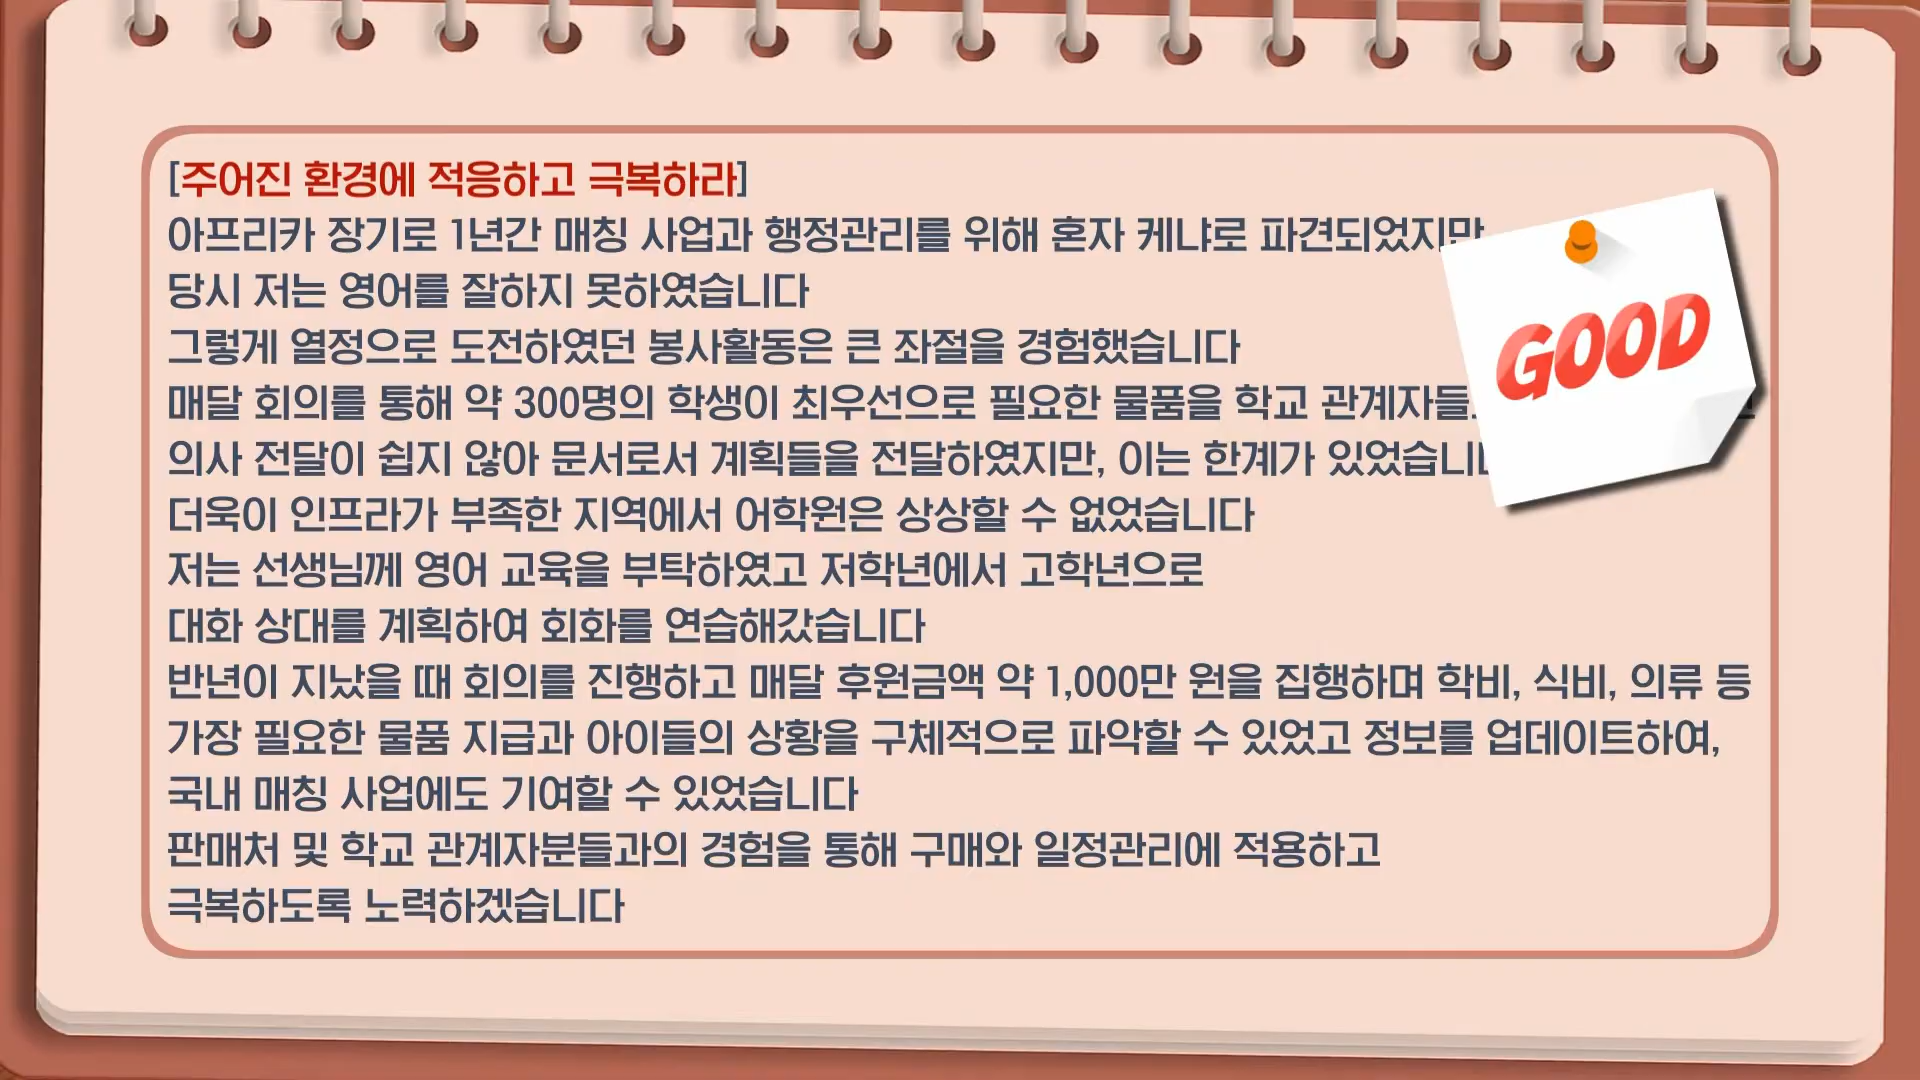 [주어진 환경에 적응하고 극복하라]
아프리카 장기로 1년간 매칭 사업과 행정관리를 위해 혼자 케냐로 파견되었지만
당시 저는 영어를 잘하지 못하였습니다
그렇게 열정으로 도전하였던 봉사활동은 큰 좌절을 경험했습니다
매달 회의를 통해 약 300명의 학생이 최우선으로 필요한 물품을 학교
의사 전달이 쉽지 않아 문서로서 계획들을 전달하였지만, 이는 한계가 있었습니다
더욱이 인프라가 부족한 지역에서 어학원은 상상할 수 없었습니다
저는 선생님께 영어 교육을 부탁하였고 저학년에서 고학년으로
대화 상대를 계획하여 회화를 연습해갔습니다
반년이 지났을 때 회의를 진행하고 매달 후원금액 약 1,000만 원을 집행하며 학비, 식비, 의류 등
가장 필요한 물품 지급과 아이들의 상황을 구체적으로 파악할 수 있었고 정보를 업데이트하여,
국내 매칭 사업에도 기여할 수 있었습니다
판매처 및 학교 관계자분들과의 경험을 통해 구매와 일정관리에 적용하고
극복하도록 노력하겠습니다
GOOD